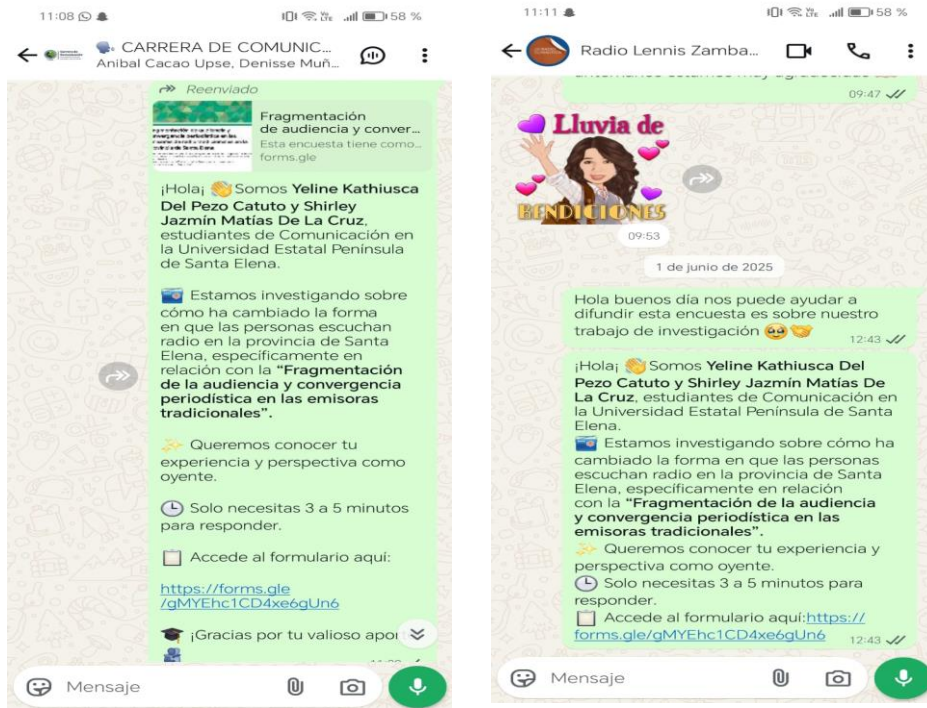 11:08
58 %
CARRERA DE COMUNIC...
Anibal Cacao Upse, Denisse Muñ...
Reenviado
Fragmentación
de audiencia y conver...
Esta encuesta tiene como...
forms.gle
¡Hola¡ 👋Somos Yeline Kathiusca
Del Pezo Catuto y Shirley
Jazmín Matías De La Cruz,
estudiantes de Comunicación en
la Universidad Estatal Península
de Santa Elena.
📻 Estamos investigando sobre
cómo ha cambiado la forma
en que las personas escuchan
radio en la provincia de Santa
Elena, específicamente en
relación con la “Fragmentación
de la audiencia y convergencia
periodística en las emisoras
tradicionales”.
✨ Queremos conocer tu
experiencia y perspectiva como
oyente.
🕒 Solo necesitas 3 a 5 minutos
para responder.
📋 Accede al formulario aquí:
https://forms.gle
/gMYEhc1CD4xe6gUn6
🎓 ¡Gracias por tu valioso apor
Mensaje
11:11
58 %
Radio Lennis Zamba...
09:47
Lluvia de
BENDICIONES
09:53
1 de junio de 2025
Hola buenos día nos puede ayudar a
difundir esta encuesta es sobre nuestro
trabajo de investigación 🥹🤝
12:43
¡Hola¡ 👋Somos Yeline Kathiusca Del
Pezo Catuto y Shirley Jazmín Matías De
La Cruz, estudiantes de Comunicación en
la Universidad Estatal Península de Santa
Elena.
📻 Estamos investigando sobre cómo ha
cambiado la forma en que las personas
escuchan radio en la provincia de Santa
Elena, específicamente en relación
con la “Fragmentación de la audiencia
y convergencia periodística en las
emisoras tradicionales”.
✨ Queremos conocer tu experiencia y
perspectiva como oyente.
🕒 Solo necesitas 3 a 5 minutos para
responder.
📋 Accede al formulario aquí:https://
forms.gle/gMYEhc1CD4xe6gUn6
12:43
Mensaje